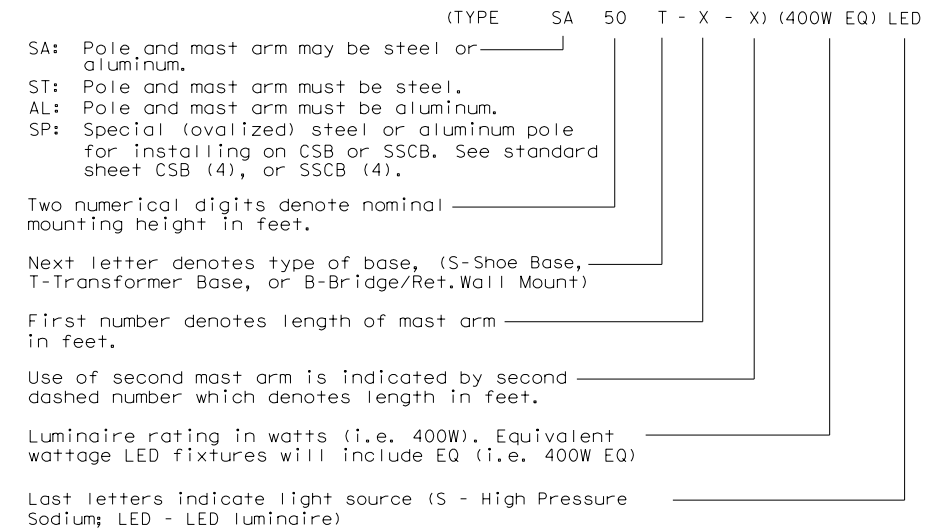 (TYPE SA 50 T - X - X) (400W EQ) LED
SA: Pole and mast arm may be steel or
aluminum.
ST: Pole and mast arm must be steel.
AL: Pole and mast arm must be aluminum.
SP: Special (ovalized) steel or aluminum pole
for installing on CSB or SSCB. See standard
sheet CSB (4), or SSCB (4).
Two numerical digits denote nominal
mounting height in feet.
Next letter denotes type of base, (S-Shoe Base,
T-Transformer Base, or B-Bridge/Ret.Wall Mount)
First number denotes length of mast arm
in feet.
Use of second mast arm is indicated by second
dashed number which denotes length in feet.
Luminaire rating in watts (i.e. 400W). Equivalent
wattage LED fixtures will include EQ (i.e. 400W EQ)
Last letters indicate light source (S - High Pressure
Sodium; LED - LED luminaire)